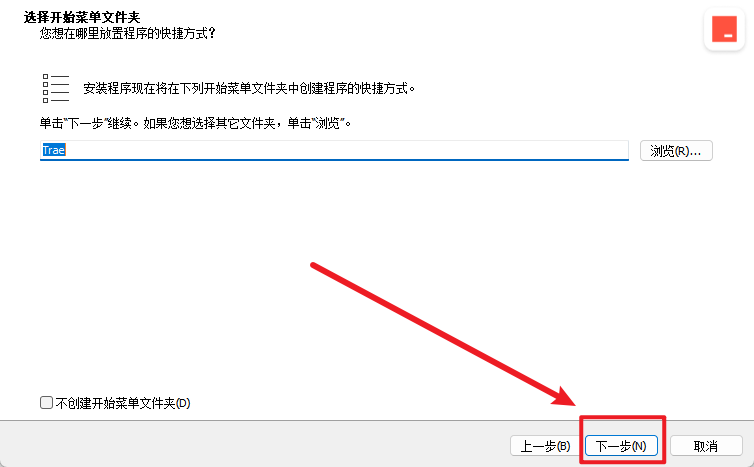 选择开始菜单文件夹
您想在哪里放置程序的快捷方式？
安装程序现在将在下列开始菜单文件夹中创建程序的快捷方式。
单击“下一步”继续。如果您想选择其它文件夹，单击“浏览”。
Trae
浏览(R)...
不创建开始菜单文件夹(D)
上一步(B)
下一步(N)
取消